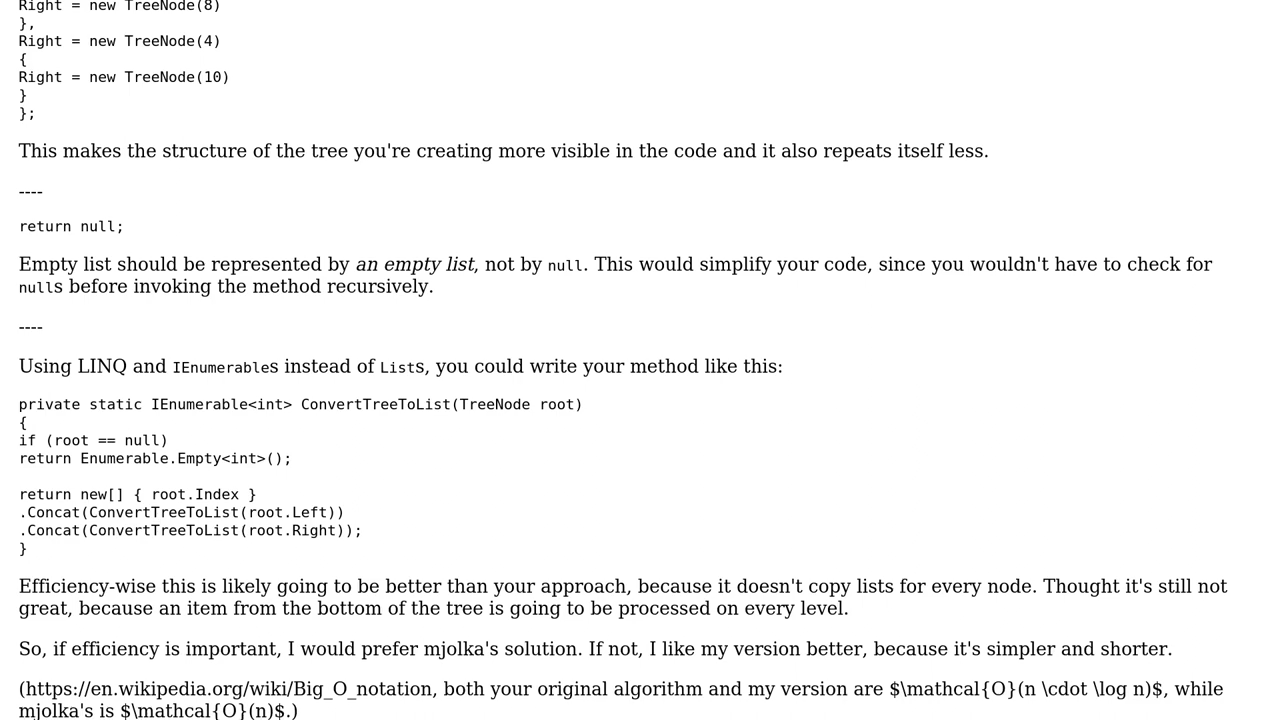 Right = new TreeNode(8)
},
Right = new TreeNode(4)
{
Right = new TreeNode(10)
}
};
This makes the structure of the tree you're creating more visible in the code and it also repeats itself less.
----
return null;
Empty list should be represented by an empty list, not by null. This would simplify your code, since you wouldn't have to check for
nulls before invoking the method recursively.
----
Using LINQ and IEnumerables instead of Lists, you could write your method like this:
private static IEnumerable<int> ConvertTreeToList(TreeNode root)
{
if (root == null)
return Enumerable.Empty<int>();
return new[] { root.Index }
.Concat(ConvertTreeToList(root.Left))
.Concat(ConvertTreeToList(root.Right));
}
Efficiency-wise this is likely going to be better than your approach, because it doesn't copy lists for every node. Thought it's still not
great, because an item from the bottom of the tree is going to be processed on every level.
So, if efficiency is important, I would prefer mjolka's solution. If not, I like my version better, because it's simpler and shorter.
(https://en.wikipedia.org/wiki/Big_O_notation, both your original algorithm and my version are $\mathcal{O}(n \cdot \log n)$, while
mjolka's is $\mathcal{O}(n)$.)